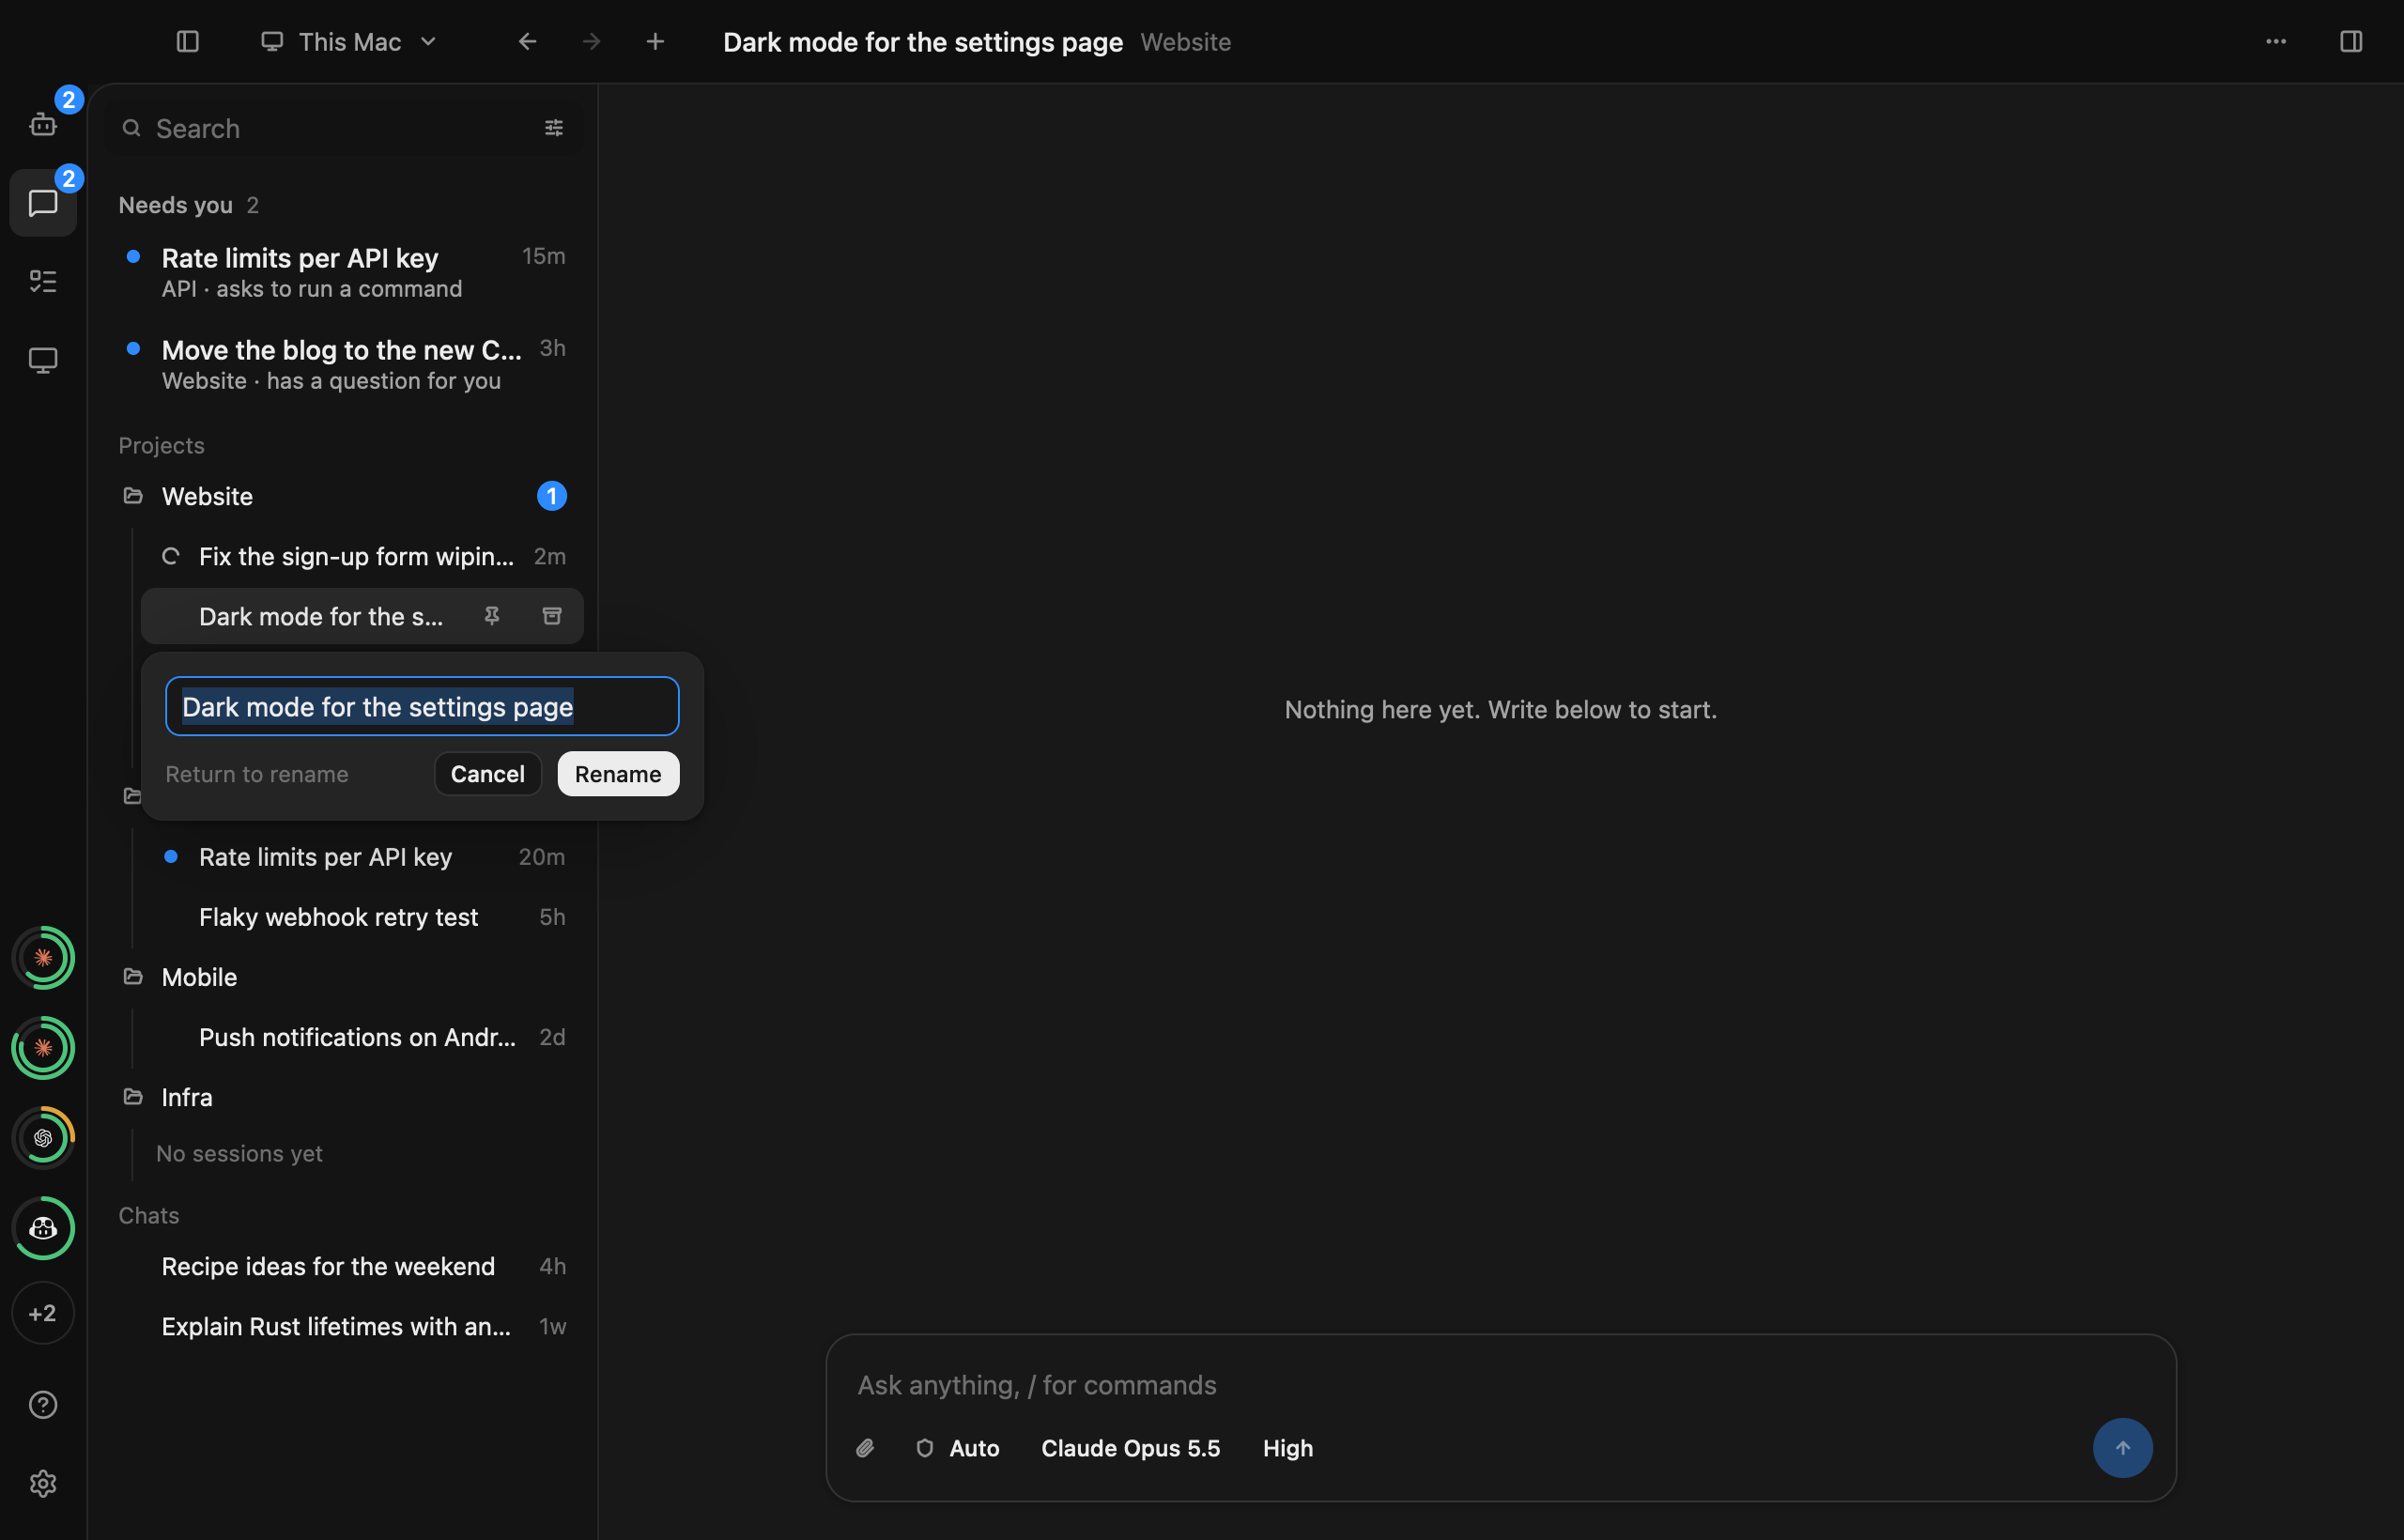 This Mac
Dark mode for the settings page Website
2
2
Search
Needs you 2
Rate limits per API key 15m
API · asks to run a command
Move the blog to the new C... 3h
Website · has a question for you
Projects
Website 1
Fix the sign-up form wipin... 2m
Dark mode for the s...
Dark mode for the settings page
Return to rename Cancel Rename
Rate limits per API key 20m
Flaky webhook retry test 5h
Mobile
Push notifications on Andr... 2d
Infra
No sessions yet
Chats
Recipe ideas for the weekend 4h
Explain Rust lifetimes with an... 1w
+2
Nothing here yet. Write below to start.
Ask anything, / for commands
Auto Claude Opus 5.5 High